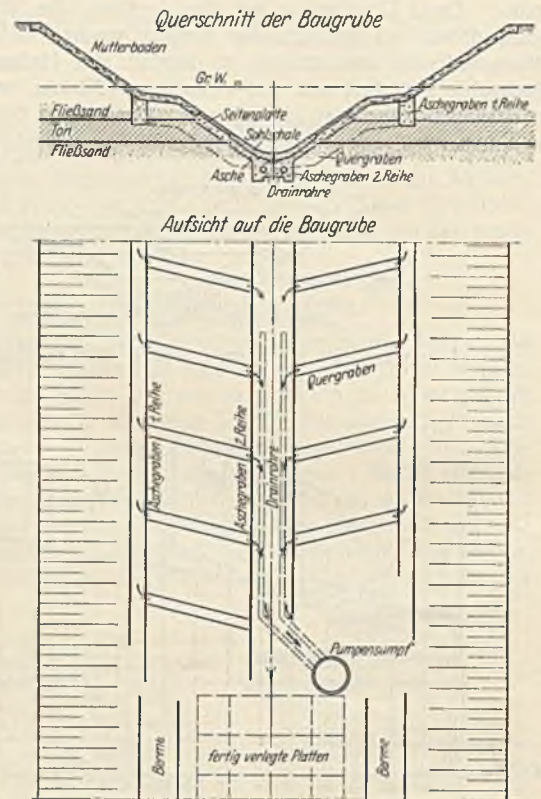 Querschnitt der Baugrube
Mutterboden
Gr. W.
Fließsand
Ton
Fließsand
Seitenplatte
Sohlschale
Asche
Aschegraben 1. Reihe
Quergraben
Aschegraben 2. Reihe
Drainrohre
Aufsicht auf die Baugrube
Aschegraben 1. Reihe
Aschegraben 2. Reihe
Drainrohre
Quergraben
Pumpensumpf
Berme
fertig verlegte Platten
Berme